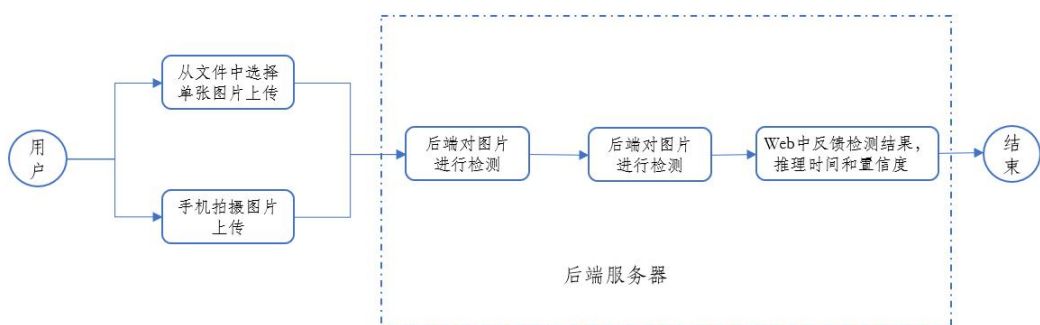 用
户
从文件中选择
单张图片上传
手机拍摄图片
上传
后端对图片
进行检测
后端对图片
进行检测
Web中反馈检测结果，
推理时间和置信度
结
束
后端服务器